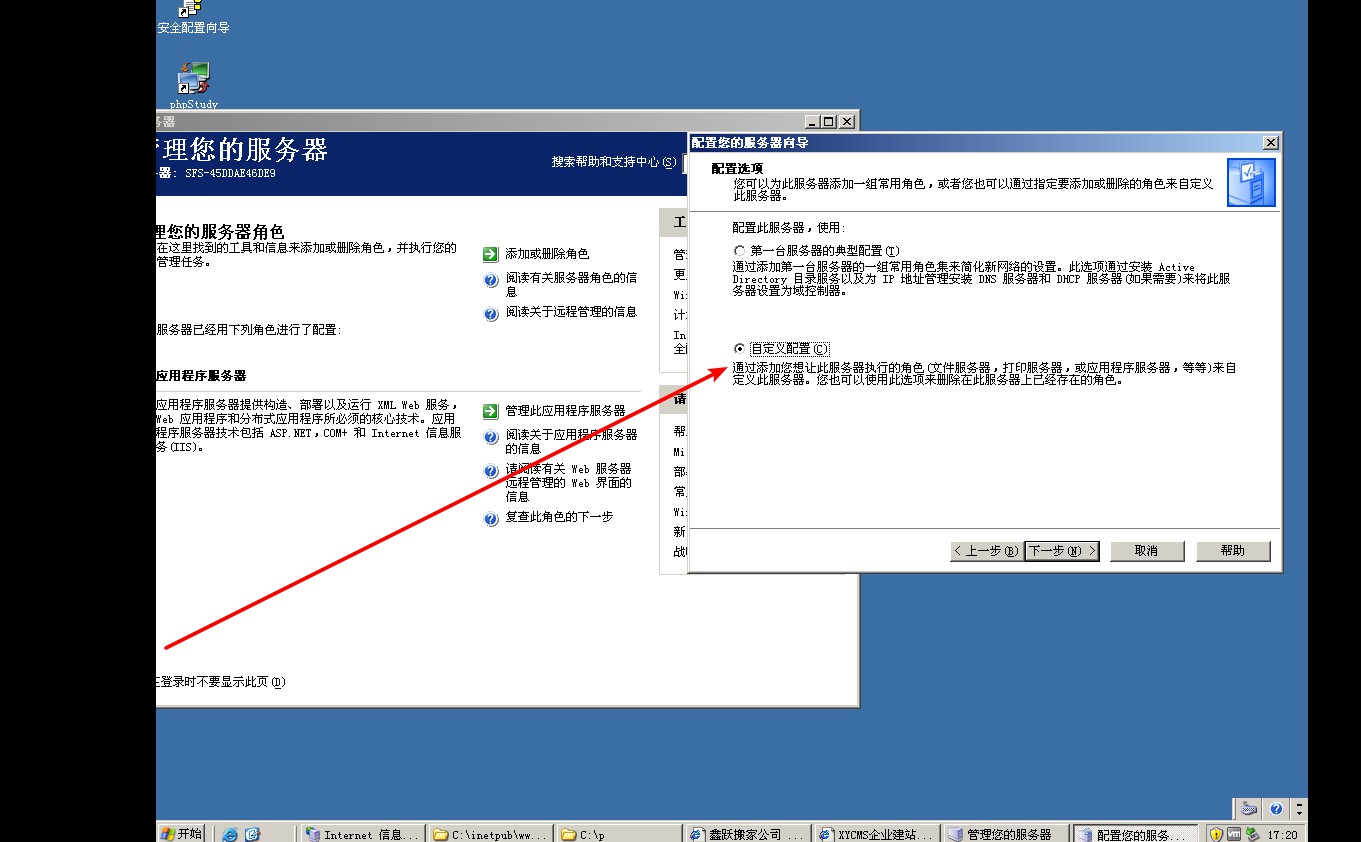 安全配置向导
phpStudy
务器
理您的服务器
器: SFS-45DDAE46DE9
搜索帮助和支持中心(S)
理您的服务器角色
在这里找到的工具和信息来添加或删除角色，并执行您的
管理任务。
添加或删除角色
阅读有关服务器角色的信
息
阅读关于远程管理的信息
服务器已经用下列角色进行了配置:
应用程序服务器
应用程序服务器提供构造、部署以及运行 XML Web 服务，
Web 应用程序和分布式应用程序所必须的核心技术。应用
程序服务器技术包括 ASP.NET，COM+ 和 Internet 信息服
务(IIS)。
管理此应用程序服务器
阅读关于应用程序服务器
的信息
请阅读有关 Web 服务器
远程管理的 Web 界面的
信息
复查此角色的下一步
工
管
更
Wi
计
In
全
请
帮
Mi
部
常
Wi
新
战
在登录时不要显示此页(D)
配置您的服务器向导
配置选项
您可以为此服务器添加一组常用角色，或者您也可以通过指定要添加或删除的角色来自定义
此服务器。
配置此服务器，使用:
第一台服务器的典型配置(T)
通过添加第一台服务器的一组常用角色集来简化新网络的设置。此选项通过安装 Active
Directory 目录服务以及为 IP 地址管理安装 DNS 服务器和 DHCP 服务器(如果需要)来将此服
务器设置为域控制器。
自定义配置(C)
通过添加您想让此服务器执行的角色(文件服务器，打印服务器，或应用程序服务器，等等)来自
定义此服务器。您也可以使用此选项来删除在此服务器上已经存在的角色。
< 上一步(B) 下一步(N) > 取消 帮助
开始 Internet 信息... C:\inetpub\ww... C:\p 鑫跃搬家公司 ... XYCMS企业建站... 管理您的服务器 配置您的服务... 17:20